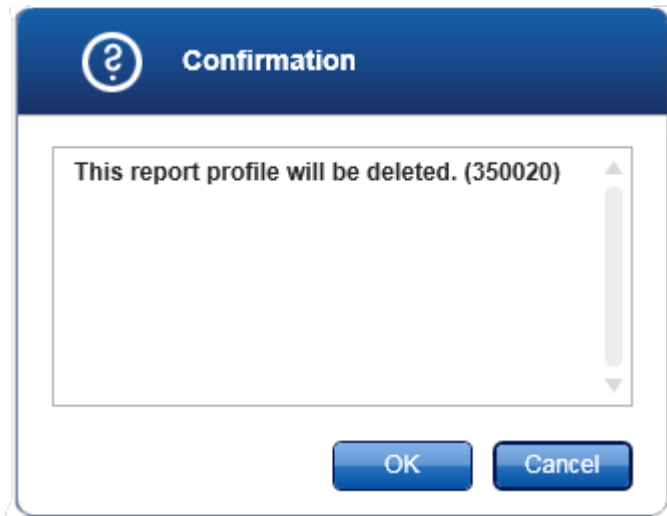 Confirmation
This report profile will be deleted. (350020)
OK
Cancel